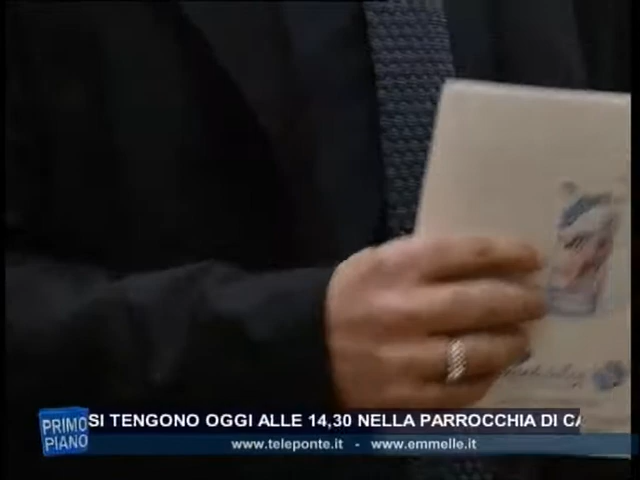 PRIMO
PIANO
SI TENGONO OGGI ALLE 14,30 NELLA PARROCCHIA DI CA
www.teleponte.it - www.emmelle.it